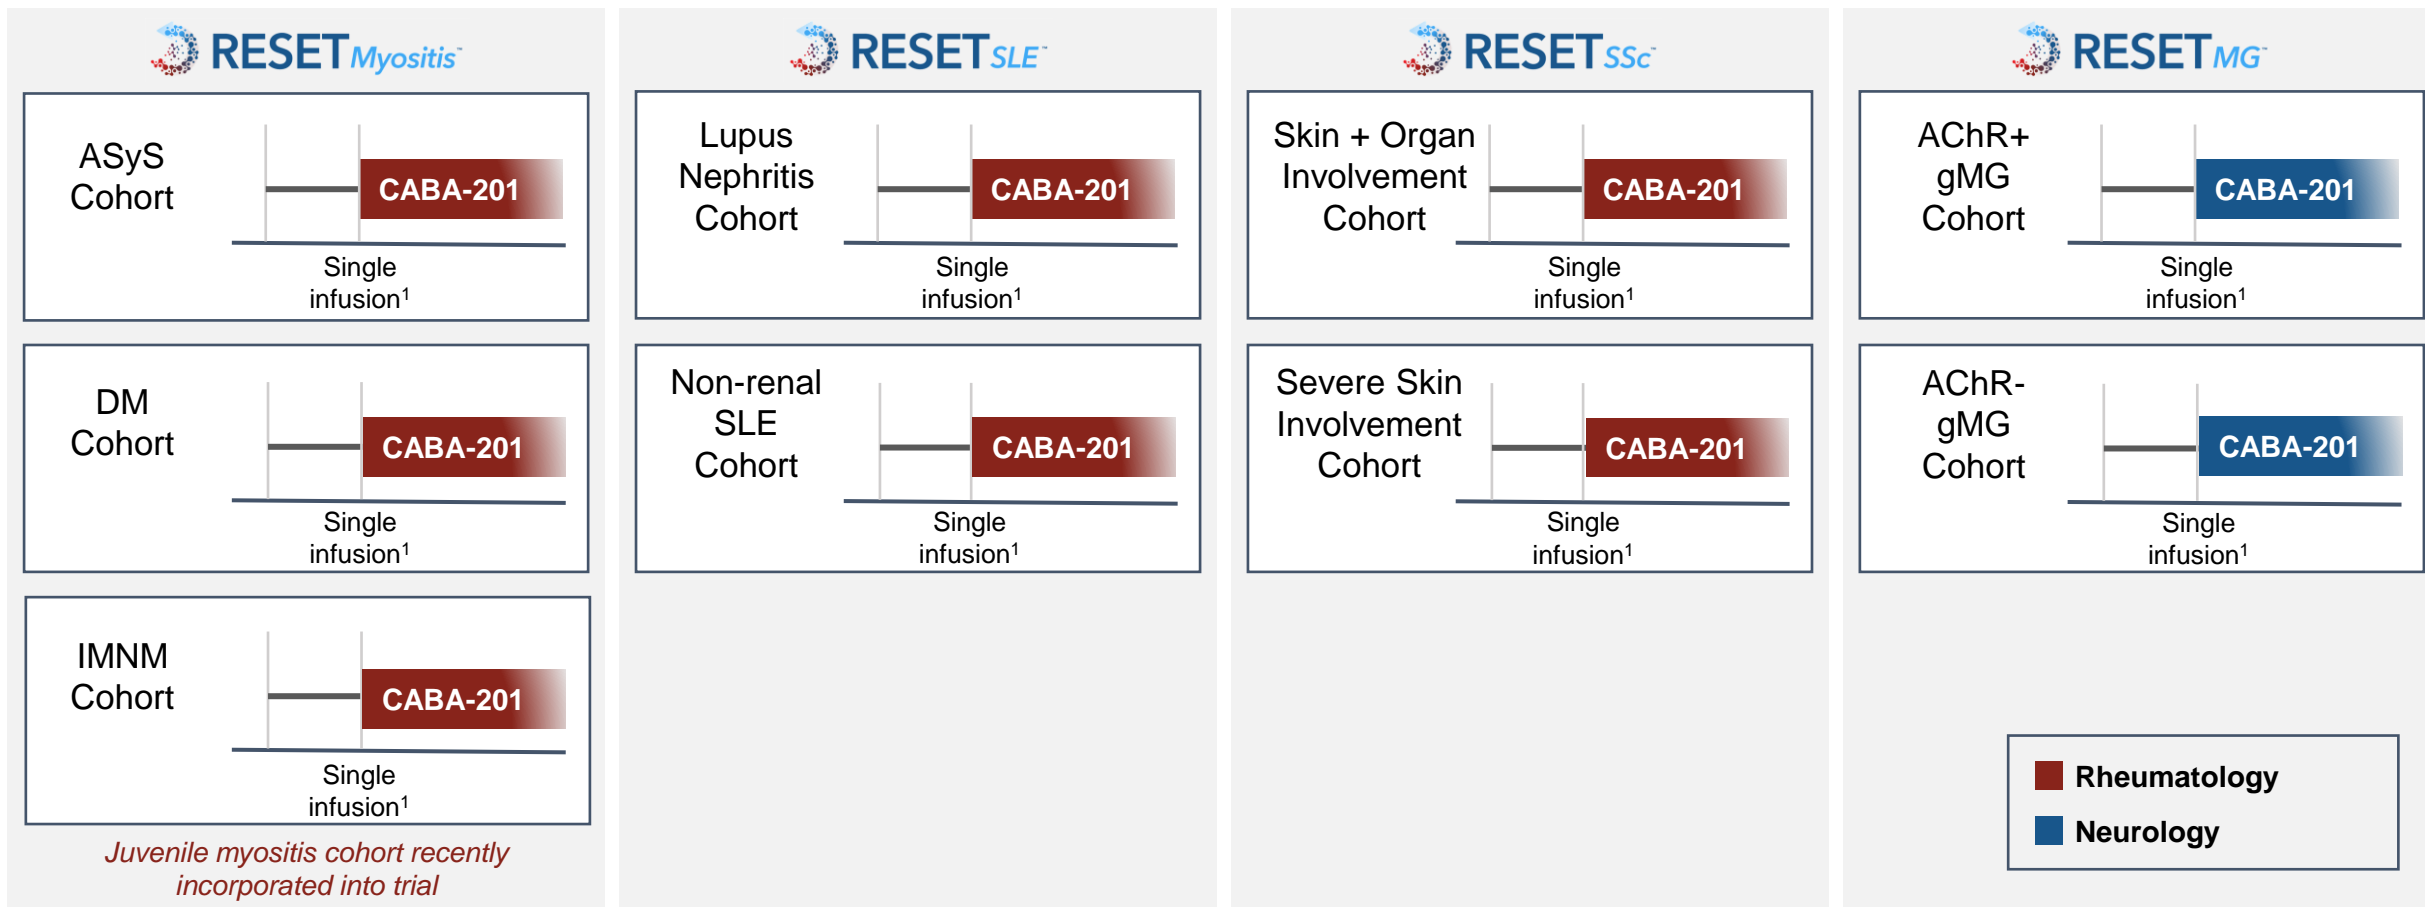 RESET Myositis™
ASyS
Cohort
CABA-201
Single
infusion¹
DM
Cohort
CABA-201
Single
infusion¹
IMNM
Cohort
CABA-201
Single
infusion¹
Juvenile myositis cohort recently
incorporated into trial
RESET SLE™
Lupus
Nephritis
Cohort
CABA-201
Single
infusion¹
Non-renal
SLE
Cohort
CABA-201
Single
infusion¹
RESET SSc™
Skin + Organ
Involvement
Cohort
CABA-201
Single
infusion¹
Severe Skin
Involvement
Cohort
CABA-201
Single
infusion¹
RESET MG™
AChR+
gMG
Cohort
CABA-201
Single
infusion¹
AChR-
gMG
Cohort
CABA-201
Single
infusion¹
Rheumatology
Neurology